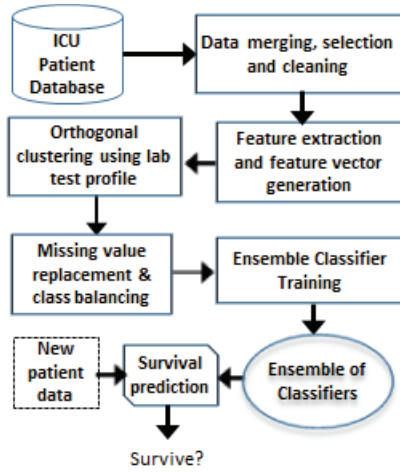 ICU
Patient
Database
Data merging, selection
and cleaning
Orthogonal
clustering using lab
test profile
Feature extraction
and feature vector
generation
Missing value
replacement &
class balancing
Ensemble Classifier
Training
New
patient
data
Survival
prediction
Ensemble of
Classifiers
Survive?